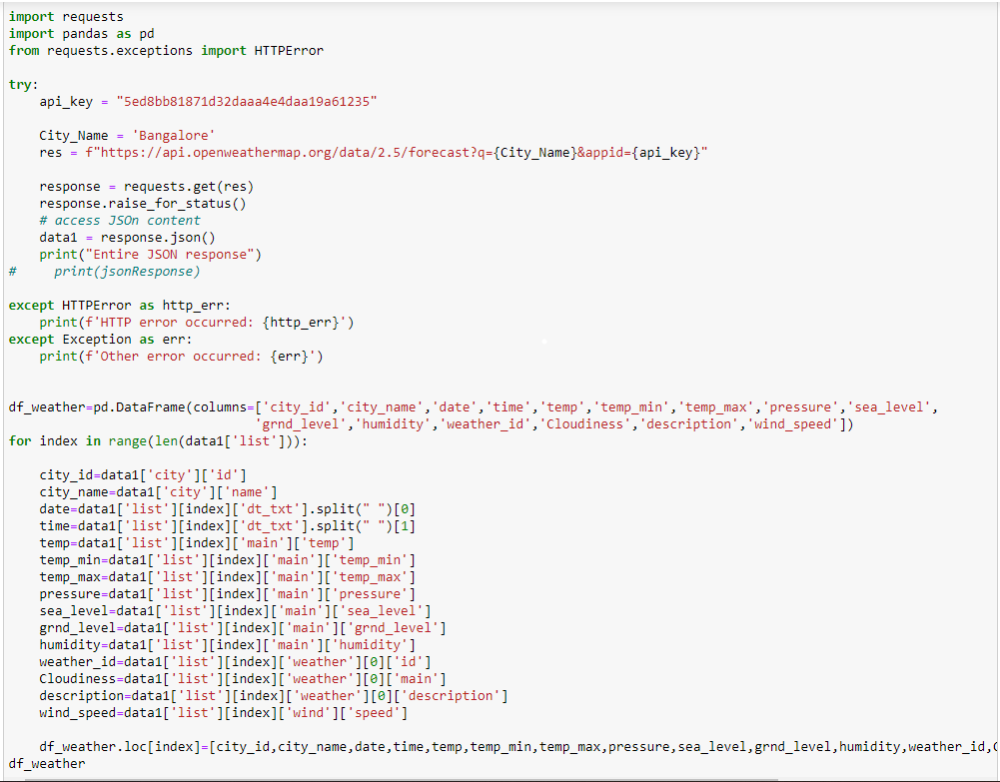 import requests
import pandas as pd
from requests.exceptions import HTTPError
try:
api_key = "5ed8bb81871d32daaa4e4daa19a61235"
City_Name = 'Bangalore'
res = f"https://api.openweathermap.org/data/2.5/forecast?q={City_Name}&appid={api_key}"
response = requests.get(res)
response.raise_for_status()
# access JSOn content
data1 = response.json()
print("Entire JSON response")
#     print(jsonResponse)
except HTTPError as http_err:
print(f'HTTP error occurred: {http_err}')
except Exception as err:
print(f'Other error occurred: {err}')
df_weather=pd.DataFrame(columns=['city_id','city_name','date','time','temp','temp_min','temp_max','pressure','sea_level',
'grnd_level','humidity','weather_id','Cloudiness','description','wind_speed'])
for index in range(len(data1['list'])):
city_id=data1['city']['id']
city_name=data1['city']['name']
date=data1['list'][index]['dt_txt'].split(" ")[0]
time=data1['list'][index]['dt_txt'].split(" ")[1]
temp=data1['list'][index]['main']['temp']
temp_min=data1['list'][index]['main']['temp_min']
temp_max=data1['list'][index]['main']['temp_max']
pressure=data1['list'][index]['main']['pressure']
sea_level=data1['list'][index]['main']['sea_level']
grnd_level=data1['list'][index]['main']['grnd_level']
humidity=data1['list'][index]['main']['humidity']
weather_id=data1['list'][index]['weather'][0]['id']
Cloudiness=data1['list'][index]['weather'][0]['main']
description=data1['list'][index]['weather'][0]['description']
wind_speed=data1['list'][index]['wind']['speed']
df_weather.loc[index]=[city_id,city_name,date,time,temp,temp_min,temp_max,pressure,sea_level,grnd_level,humidity,weather_id,
df_weather